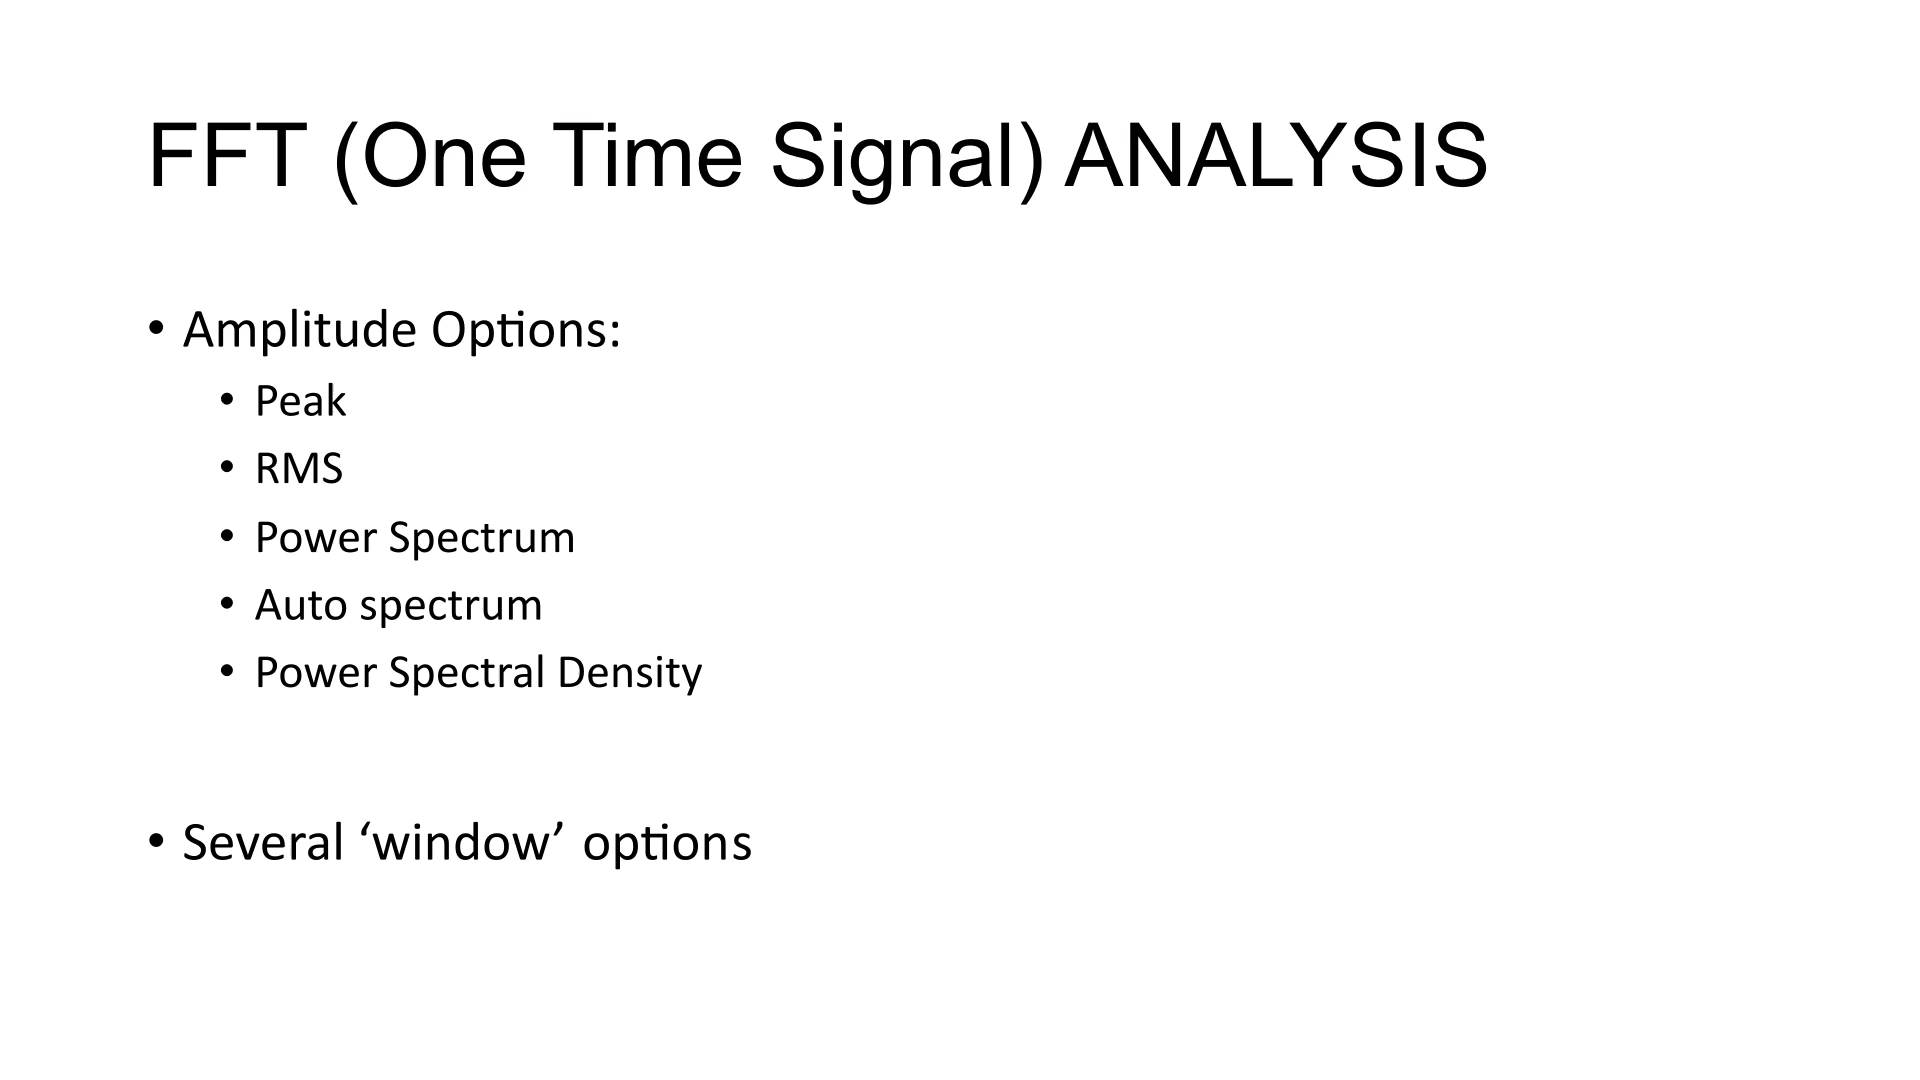 FFT (One Time Signal) ANALYSIS
• Amplitude Options:
• Peak
• RMS
• Power Spectrum
• Auto spectrum
• Power Spectral Density
• Several ‘window’ options